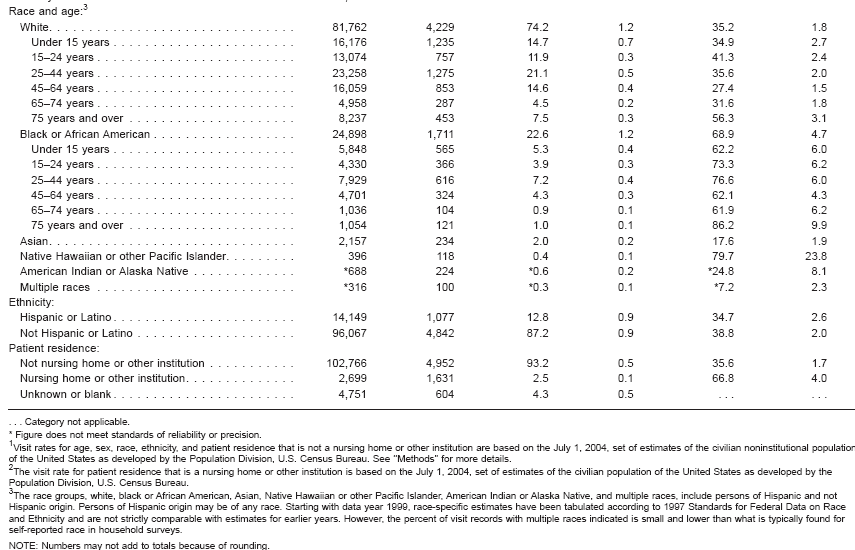 Race and age:3
White. . . . . . . . . . . . . . . . . . . . . . . . . . . . . . . 81,762 4,229 74.2 1.2 35.2 1.8
Under 15 years . . . . . . . . . . . . . . . . . . . . . . . . . 16,176 1,235 14.7 0.7 34.9 2.7
15–24 years . . . . . . . . . . . . . . . . . . . . . . . . . . . 13,074 757 11.9 0.3 41.3 2.4
25–44 years . . . . . . . . . . . . . . . . . . . . . . . . . . . 23,258 1,275 21.1 0.5 35.6 2.0
45–64 years . . . . . . . . . . . . . . . . . . . . . . . . . . . 16,059 853 14.6 0.4 27.4 1.5
65–74 years . . . . . . . . . . . . . . . . . . . . . . . . . . . 4,958 287 4.5 0.2 31.6 1.8
75 years and over . . . . . . . . . . . . . . . . . . . . . . . 8,237 453 7.5 0.3 56.3 3.1
Black or African American . . . . . . . . . . . . . . . . . . . 24,898 1,711 22.6 1.2 68.9 4.7
Under 15 years . . . . . . . . . . . . . . . . . . . . . . . . . 5,848 565 5.3 0.4 62.2 6.0
15–24 years . . . . . . . . . . . . . . . . . . . . . . . . . . . 4,330 366 3.9 0.3 73.3 6.2
25–44 years . . . . . . . . . . . . . . . . . . . . . . . . . . . 7,929 616 7.2 0.4 76.6 6.0
45–64 years . . . . . . . . . . . . . . . . . . . . . . . . . . . 4,701 324 4.3 0.3 62.1 4.3
65–74 years . . . . . . . . . . . . . . . . . . . . . . . . . . . 1,036 104 0.9 0.1 61.9 6.2
75 years and over . . . . . . . . . . . . . . . . . . . . . . . 1,054 121 1.0 0.1 86.2 9.9
Asian. . . . . . . . . . . . . . . . . . . . . . . . . . . . . . . 2,157 234 2.0 0.2 17.6 1.9
Native Hawaiian or other Pacific Islander. . . . . . . . . 396 118 0.4 0.1 79.7 23.8
American Indian or Alaska Native . . . . . . . . . . . . . *688 224 *0.6 0.2 *24.8 8.1
Multiple races . . . . . . . . . . . . . . . . . . . . . . . . . . *316 100 *0.3 0.1 *7.2 2.3
Ethnicity:
Hispanic or Latino. . . . . . . . . . . . . . . . . . . . . . . . 14,149 1,077 12.8 0.9 34.7 2.6
Not Hispanic or Latino . . . . . . . . . . . . . . . . . . . . . 96,067 4,842 87.2 0.9 38.8 2.0
Patient residence:
Not nursing home or other institution . . . . . . . . . . . 102,766 4,952 93.2 0.5 35.6 1.7
Nursing home or other institution. . . . . . . . . . . . . . 2,699 1,631 2.5 0.1 66.8 4.0
Unknown or blank . . . . . . . . . . . . . . . . . . . . . . . . 4,751 604 4.3 0.5 . . . . . .
. . . Category not applicable.
* Figure does not meet standards of reliability or precision.
1Visit rates for age, sex, race, ethnicity, and patient residence that is not a nursing home or other institution are based on the July 1, 2004, set of estimates of the civilian noninstitutional population
of the United States as developed by the Population Division, U.S. Census Bureau. See "Methods" for more details.
2The visit rate for patient residence that is a nursing home or other institution is based on the July 1, 2004, set of estimates of the civilian population of the United States as developed by the
Population Division, U.S. Census Bureau.
3The race groups, white, black or African American, Asian, Native Hawaiian or other Pacific Islander, American Indian or Alaska Native, and multiple races, include persons of Hispanic and not
Hispanic origin. Persons of Hispanic origin may be of any race. Starting with data year 1999, race-specific estimates have been tabulated according to 1997 Standards for Federal Data on Race
and Ethnicity and are not strictly comparable with estimates for earlier years. However, the percent of visit records with multiple races indicated is small and lower than what is typically found for
self-reported race in household surveys.
NOTE: Numbers may not add to totals because of rounding.